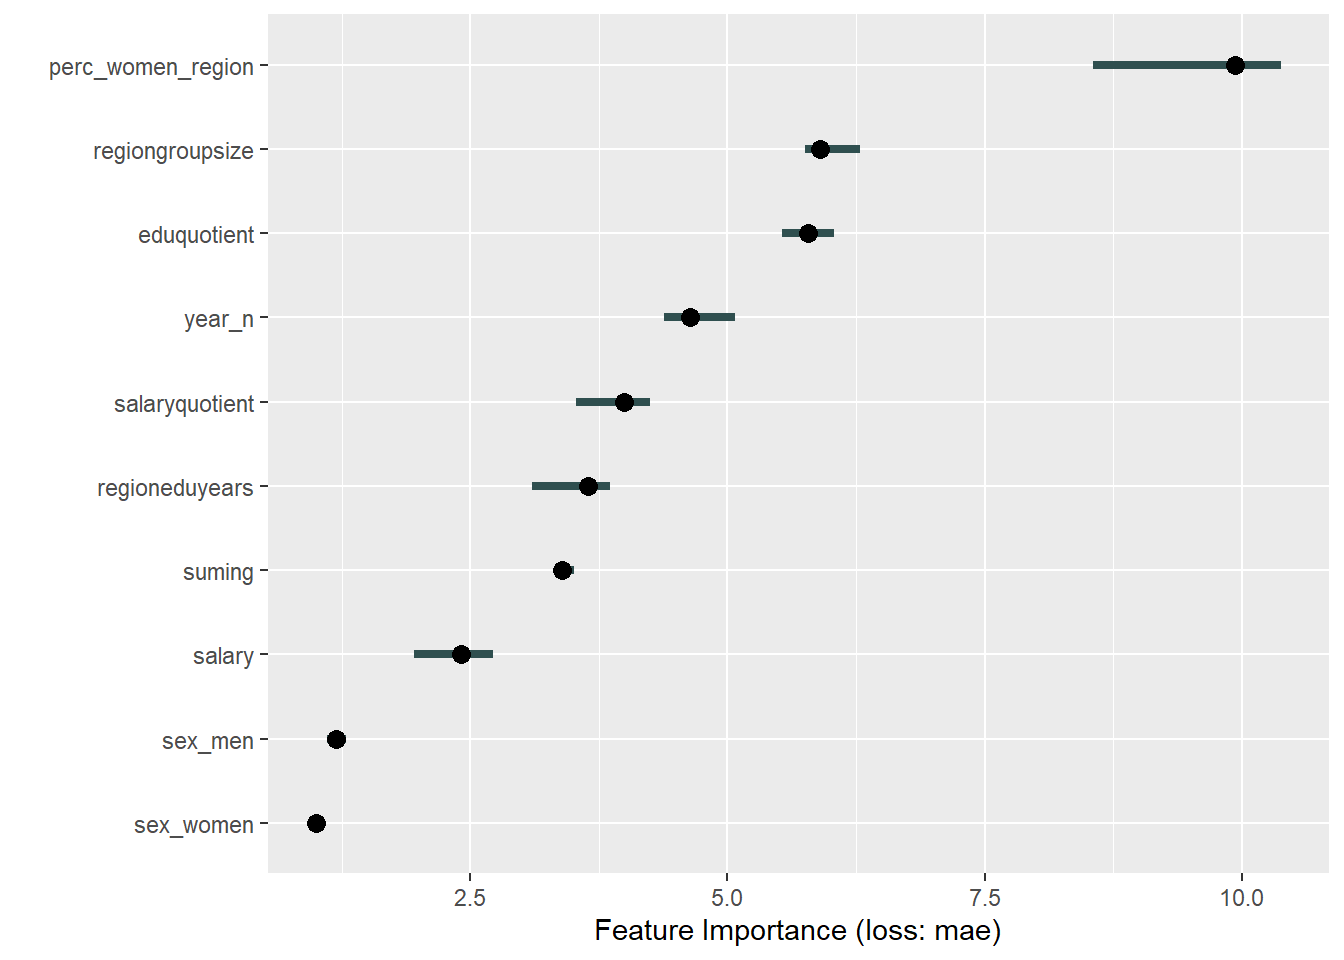 perc_women_region
regiongroupsize
eduquotient
year_n
salaryquotient
regioneduyears
suming
salary
sex_men
sex_women
2.5 5.0 7.5 10.0
Feature Importance (loss: mae)